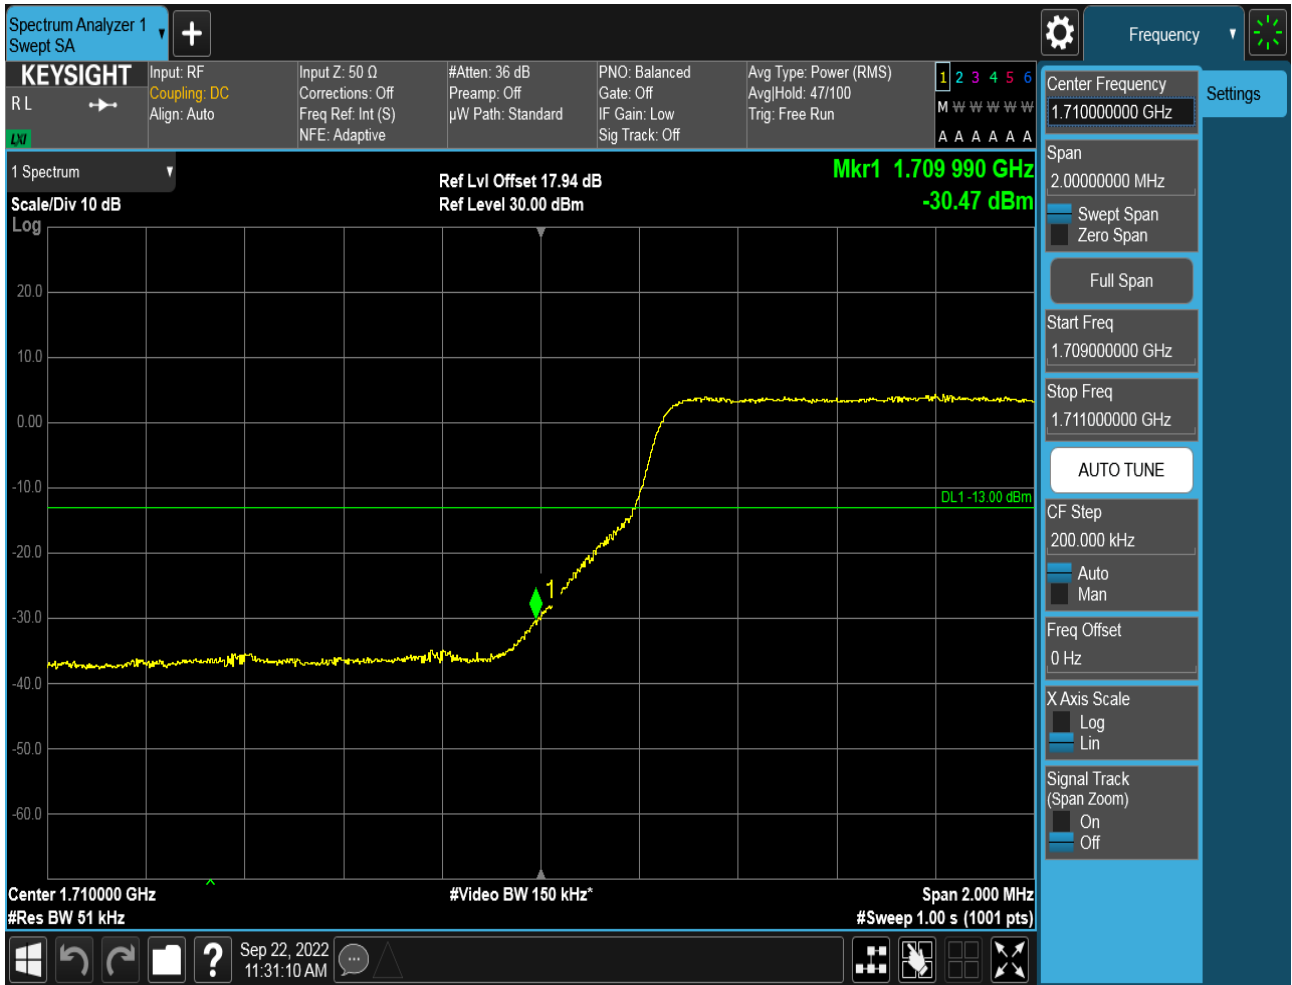 Spectrum Analyzer 1
Swept SA
Frequency
KEYSIGHT
R L
LXI
Input: RF
Coupling: DC
Align: Auto
Input Z: 50 Ω
Corrections: Off
Freq Ref: Int (S)
NFE: Adaptive
#Atten: 36 dB
Preamp: Off
µW Path: Standard
PNO: Balanced
Gate: Off
IF Gain: Low
Sig Track: Off
Avg Type: Power (RMS)
Avg|Hold: 47/100
Trig: Free Run
1 2 3 4 5 6
M W W W W W
A A A A A A
1 Spectrum
Scale/Div 10 dB
Log
Ref Lvl Offset 17.94 dB
Ref Level 30.00 dBm
Mkr1 1.709 990 GHz
-30.47 dBm
20.0
10.0
0.00
-10.0
-20.0
-30.0
-40.0
-50.0
-60.0
DL1 -13.00 dBm
1
Center 1.710000 GHz
#Res BW 51 kHz
#Video BW 150 kHz*
Span 2.000 MHz
#Sweep 1.00 s (1001 pts)
Sep 22, 2022
11:31:10 AM
Center Frequency
1.710000000 GHz
Settings
Span
2.00000000 MHz
Swept Span
Zero Span
Full Span
Start Freq
1.709000000 GHz
Stop Freq
1.711000000 GHz
AUTO TUNE
CF Step
200.000 kHz
Auto
Man
Freq Offset
0 Hz
X Axis Scale
Log
Lin
Signal Track
(Span Zoom)
On
Off